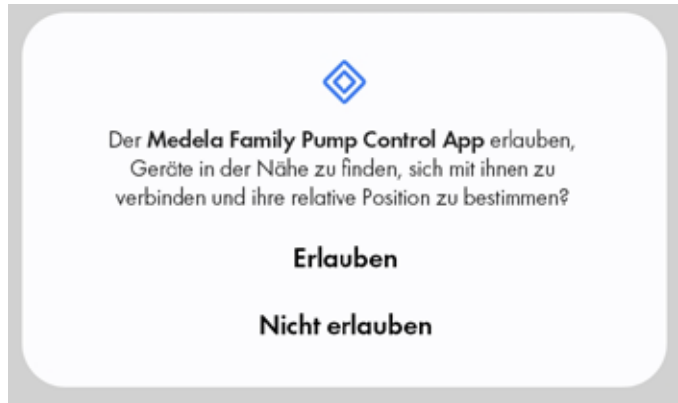 Der Medela Family Pump Control App erlauben,
Geräte in der Nähe zu finden, sich mit ihnen zu
verbinden und ihre relative Position zu bestimmen?
Erlauben
Nicht erlauben